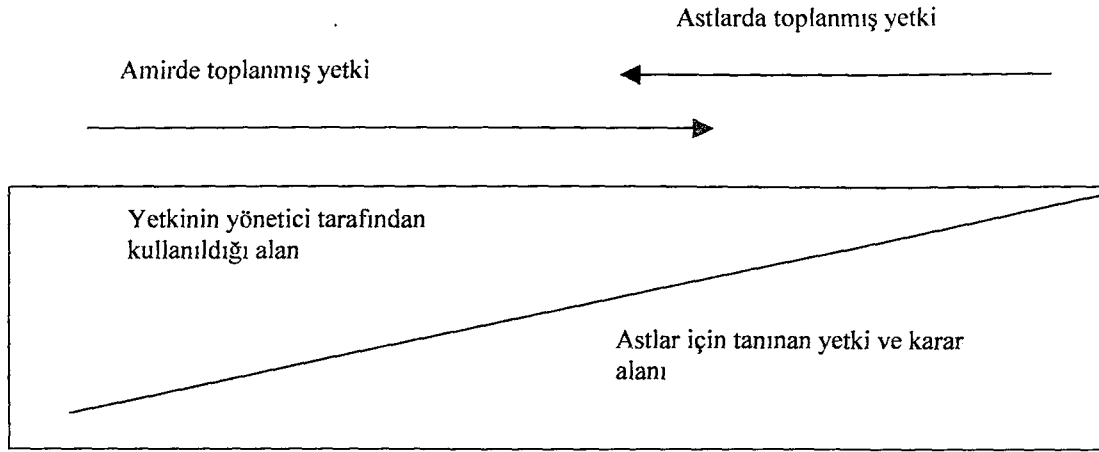 Astlarda toplanmış yetki
Amirde toplanmış yetki
Yetkinin yönetici tarafından
kullanıldığı alan
Astlar için tanınan yetki ve karar
alanı